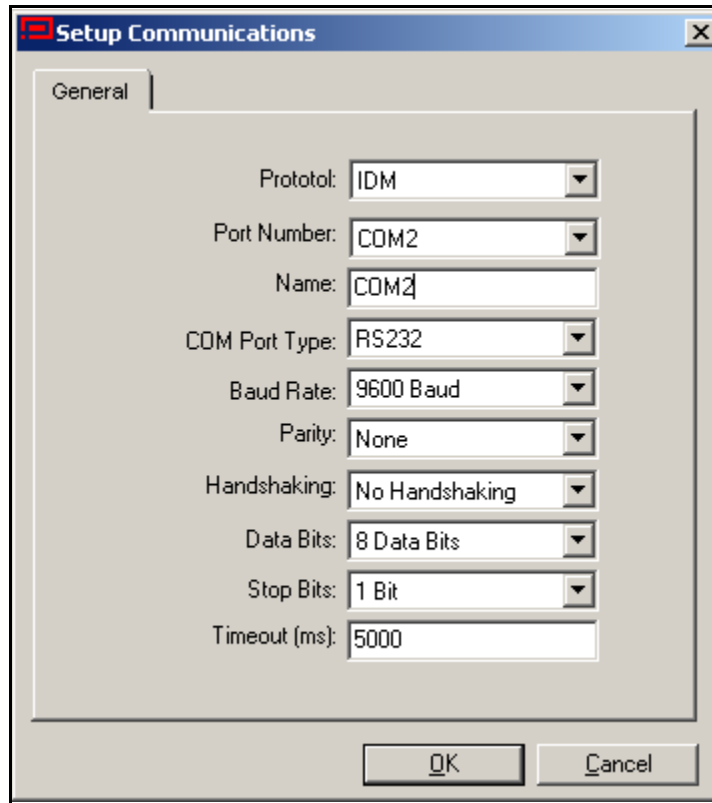 Setup Communications
General
Prototol: IDM
Port Number: COM2
Name: COM2
COM Port Type: RS232
Baud Rate: 9600 Baud
Parity: None
Handshaking: No Handshaking
Data Bits: 8 Data Bits
Stop Bits: 1 Bit
Timeout (ms): 5000
OK Cancel